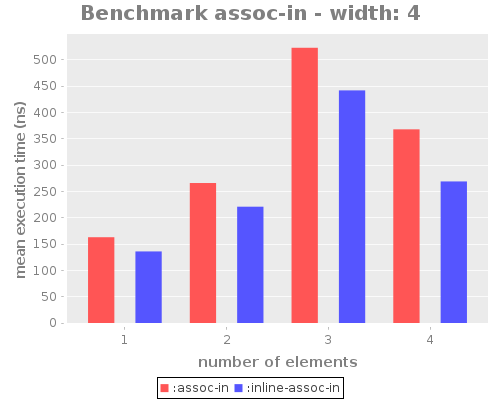 Benchmark assoc-in - width: 4
mean execution time (ns)
500
450
400
350
300
250
200
150
100
50
0
1 2 3 4
number of elements
:assoc-in :inline-assoc-in